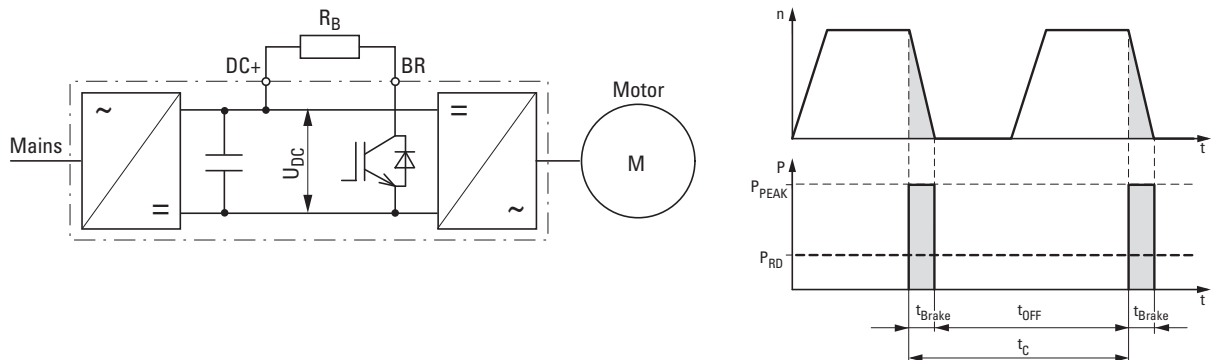 R_B
DC+
BR
~
=
Mains
U_DC
=
~
Motor
M
n
t
P
P_PEAK
P_RD
t
t_Brake
t_OFF
t_Brake
t_C